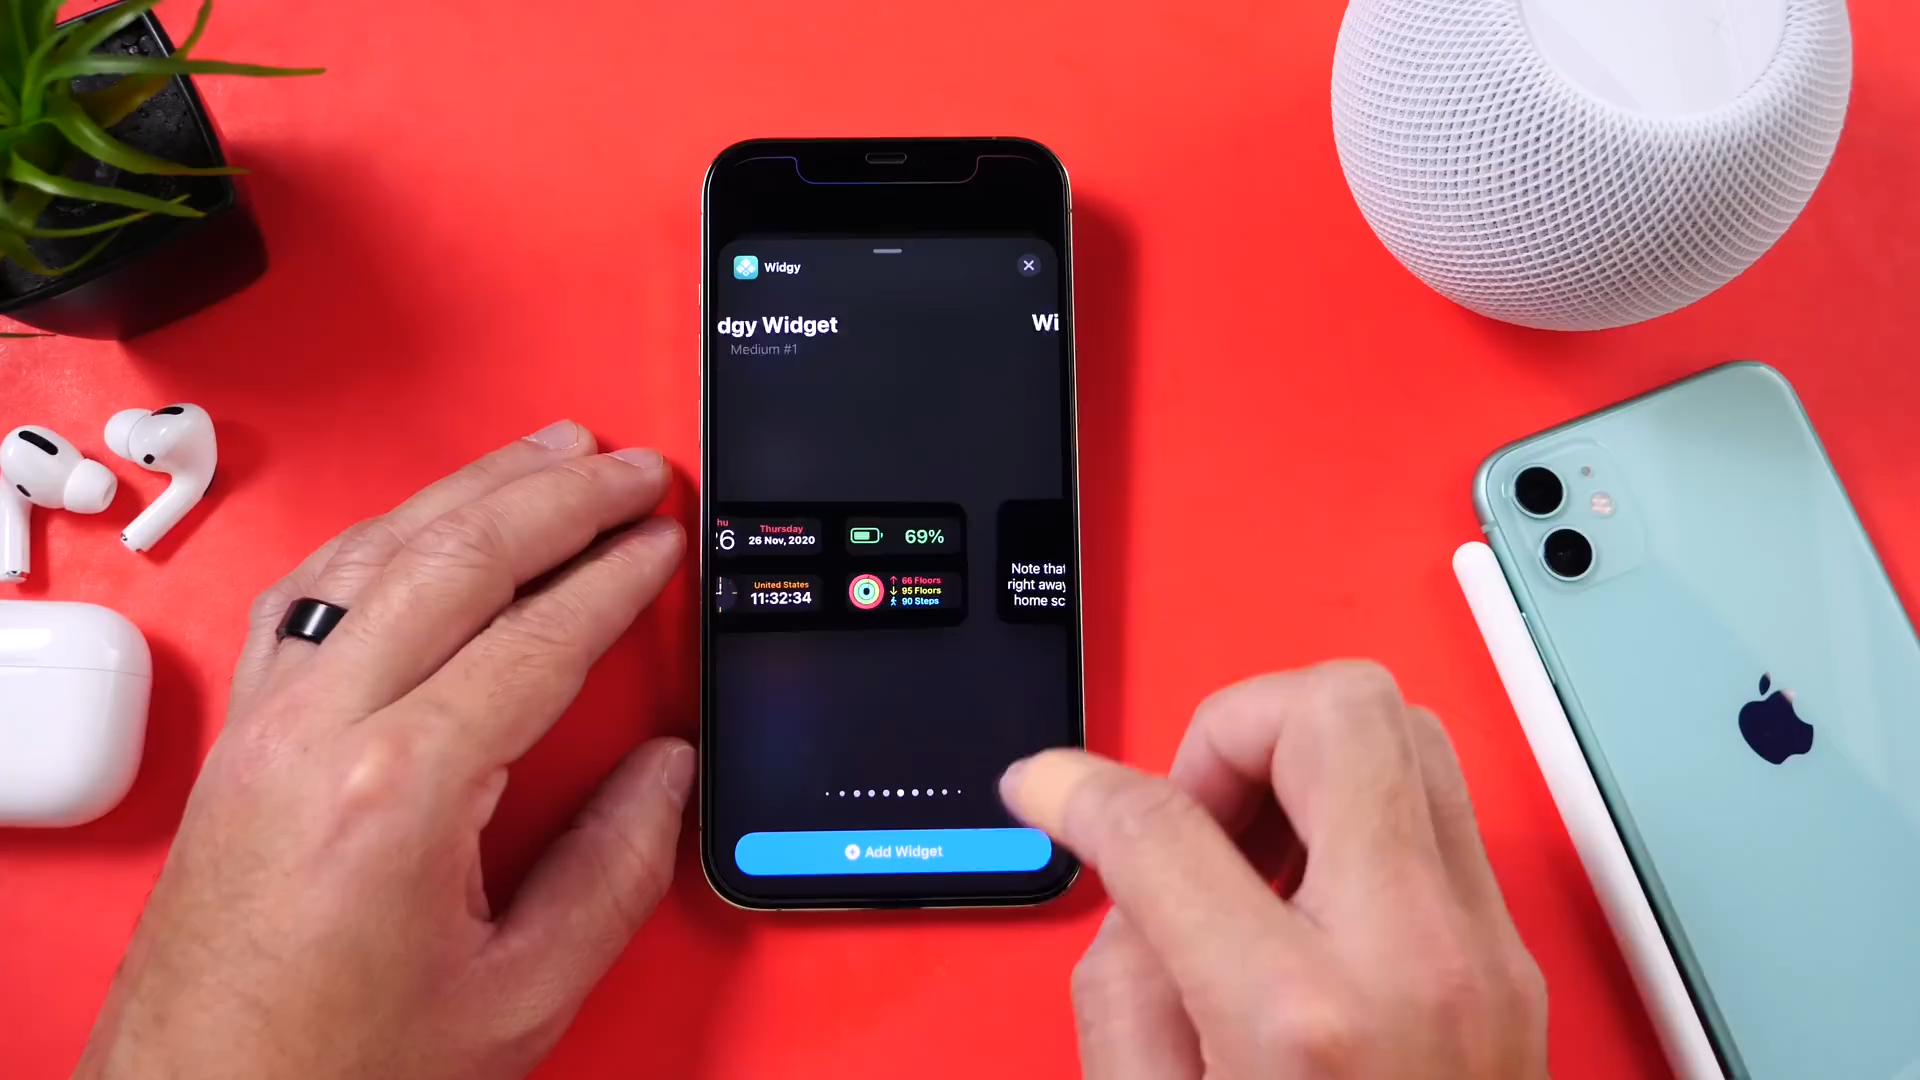 Widgy
dgy Widget
Wi
Medium #1
hu
26
Thursday
26 Nov, 2020
69%
United States
11:32:34
66 Floors
95 Floors
90 Steps
Note that
right away
home sc
Add Widget